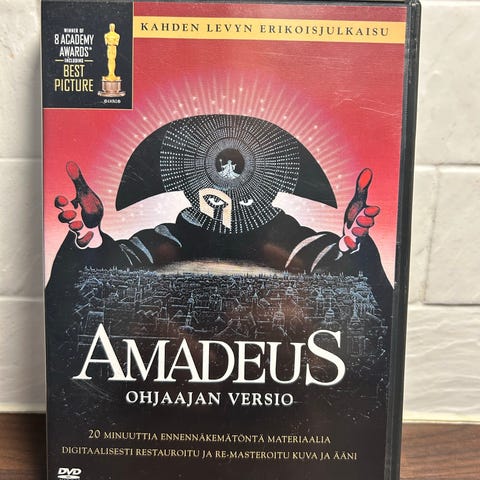 WINNER OF
8 ACADEMY
AWARDS®
INCLUDING
BEST
PICTURE
KAHDEN LEVYN ERIKOISJULKAISU
AMADEUS
OHJAAJAN VERSIO
20 MINUUTTIA ENNENNÄKEMÄTÖNTÄ MATERIAALIA
DIGITAALISESTI RESTAUROITU JA RE-MASTEROITU KUVA JA ÄÄNI
DVD